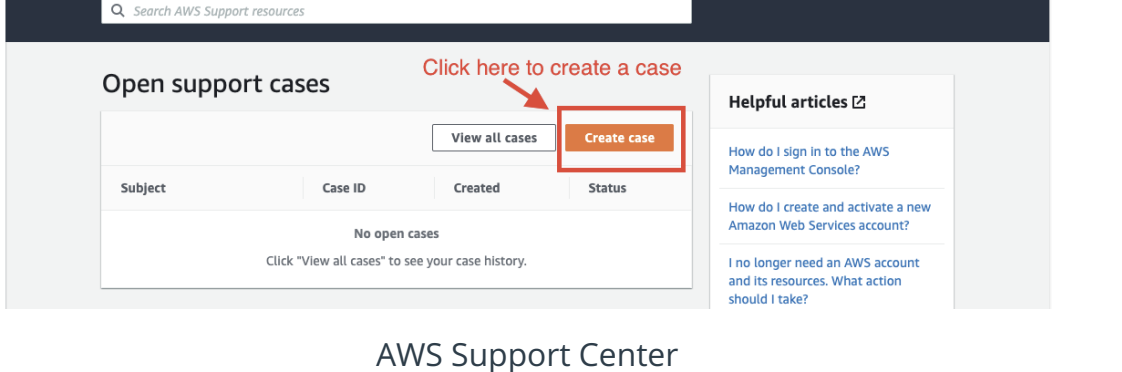 Search AWS Support resources
Click here to create a case
Open support cases
View all cases
Create case
Subject
Case ID
Created
Status
No open cases
Click "View all cases" to see your case history.
Helpful articles
How do I sign in to the AWS
Management Console?
How do I create and activate a new
Amazon Web Services account?
I no longer need an AWS account
and its resources. What action
should I take?
AWS Support Center